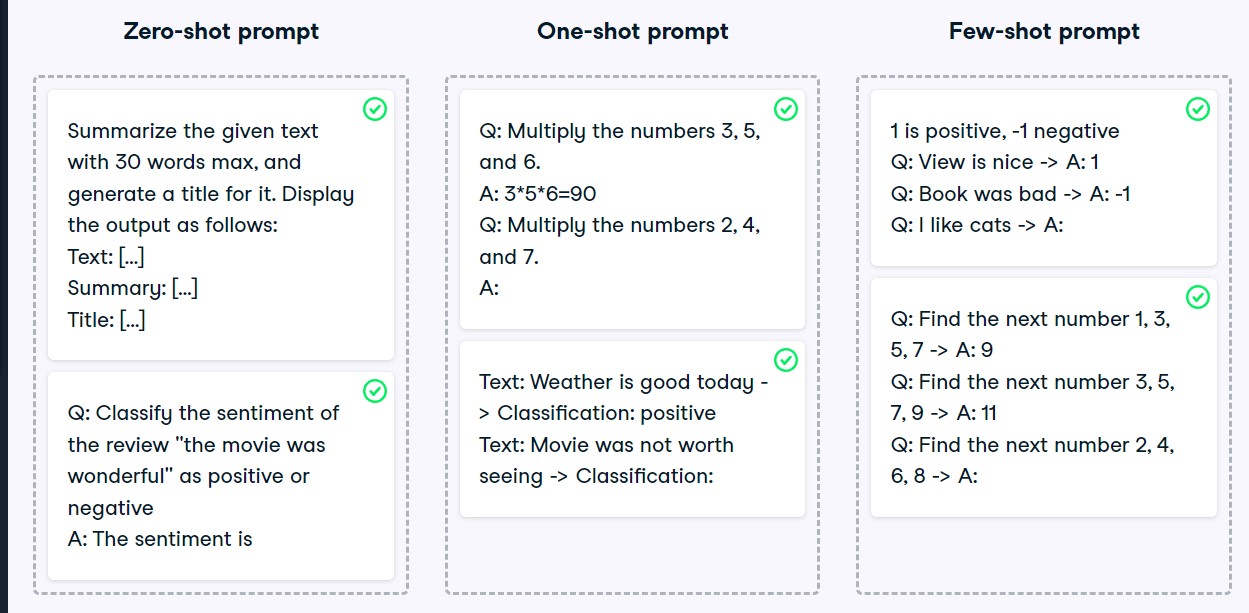 Zero-shot prompt
Summarize the given text
with 30 words max, and
generate a title for it. Display
the output as follows:
Text: [...]
Summary: [...]
Title: [...]
Q: Classify the sentiment of
the review "the movie was
wonderful" as positive or
negative
A: The sentiment is
One-shot prompt
Q: Multiply the numbers 3, 5,
and 6.
A: 3*5*6=90
Q: Multiply the numbers 2, 4,
and 7.
A:
Text: Weather is good today -
> Classification: positive
Text: Movie was not worth
seeing -> Classification:
Few-shot prompt
1 is positive, -1 negative
Q: View is nice -> A: 1
Q: Book was bad -> A: -1
Q: I like cats -> A:
Q: Find the next number 1, 3,
5, 7 -> A: 9
Q: Find the next number 3, 5,
7, 9 -> A: 11
Q: Find the next number 2, 4,
6, 8 -> A: